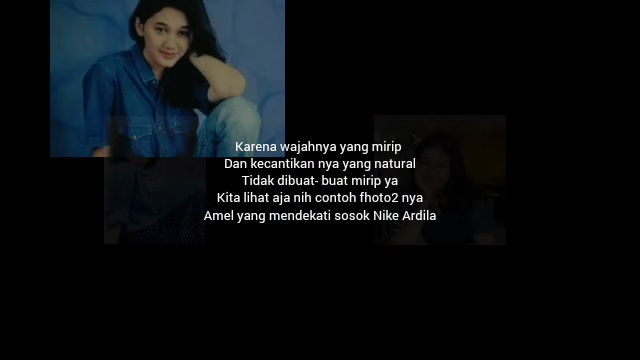 Karena wajahnya yang mirip
Dan kecantikan nya yang natural
Tidak dibuat- buat mirip ya
Kita lihat aja nih contoh fhoto2 nya
Amel yang mendekati sosok Nike Ardila